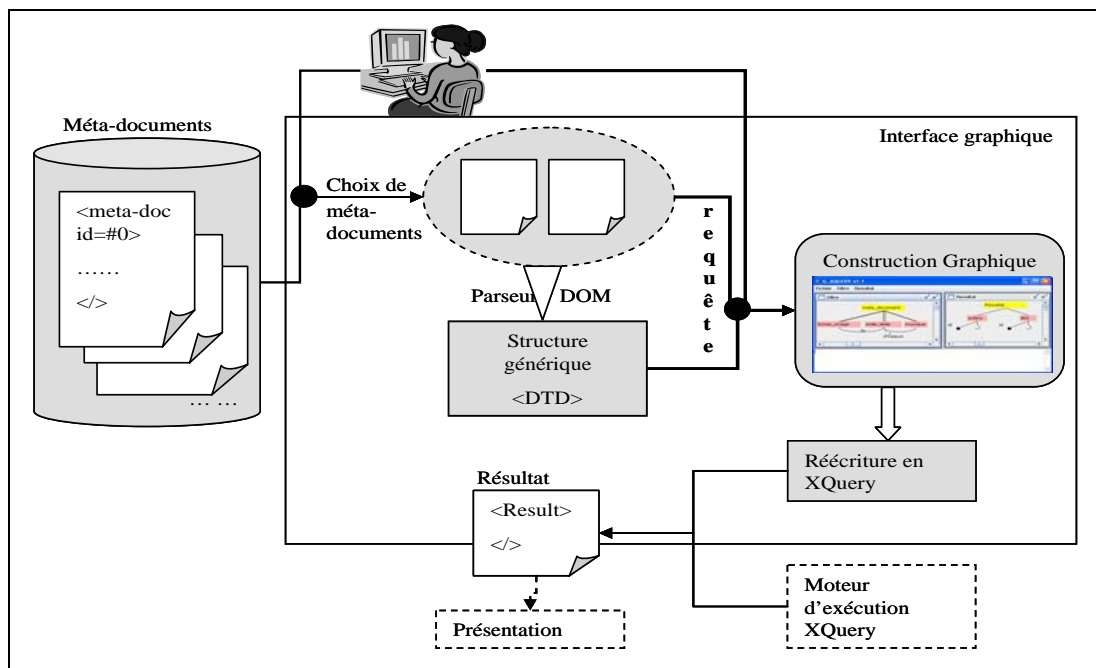 Méta-documents
Interface graphique
<meta-doc
id=#0>
......
</>
... ...
Choix de
méta-
documents
requête
Parseur DOM
Structure
générique
<DTD>
Construction Graphique
Réécriture en
XQuery
Résultat
<Result>
</>
Présentation
Moteur
d'exécution
XQuery